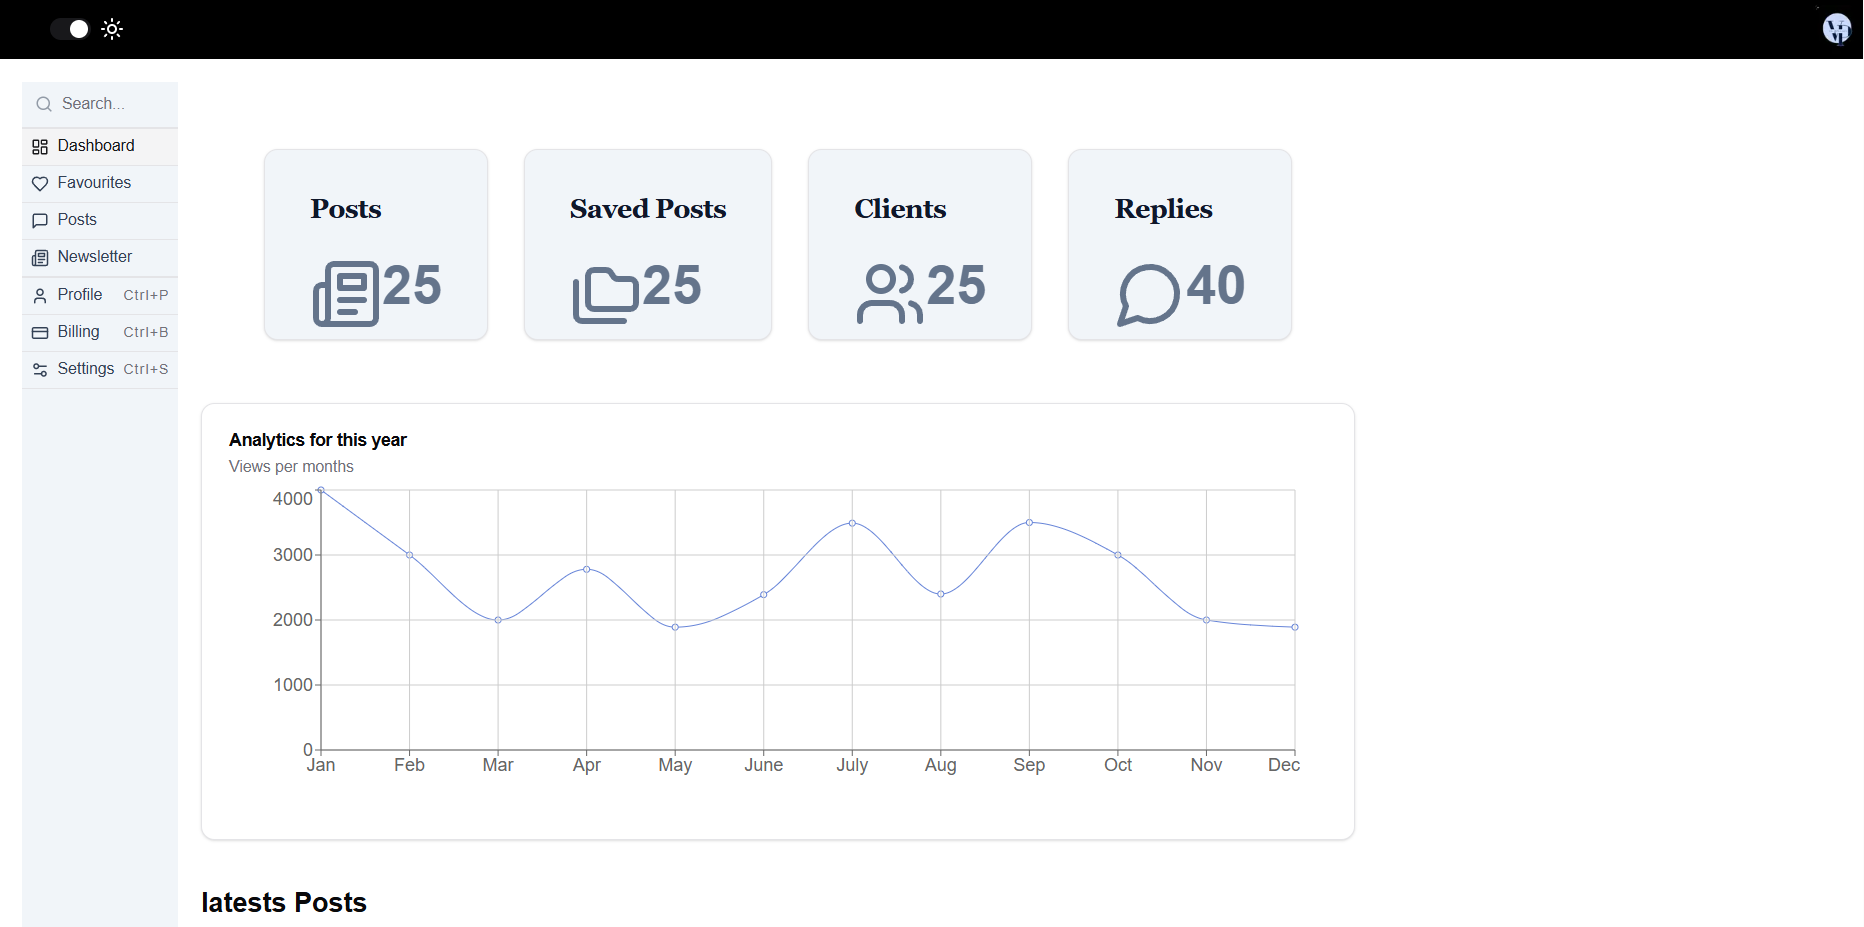 Search...
Dashboard
Favourites
Posts
Newsletter
Profile Ctrl+P
Billing Ctrl+B
Settings Ctrl+S
Posts
25
Saved Posts
25
Clients
25
Replies
40
Analytics for this year
Views per months
4000
3000
2000
1000
0
Jan Feb Mar Apr May June July Aug Sep Oct Nov Dec
latests Posts